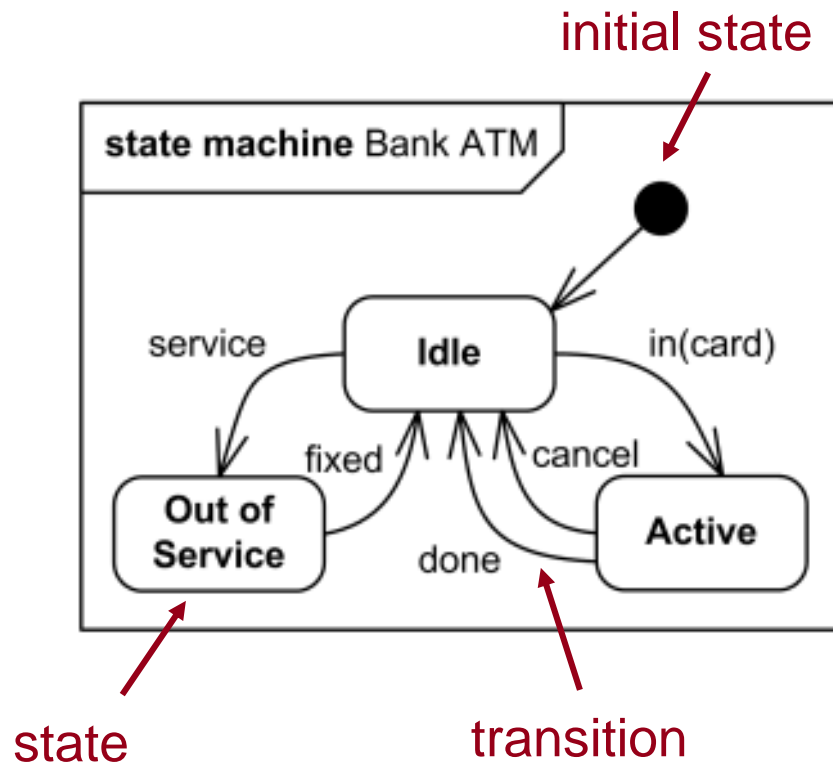 initial state
state machine Bank ATM
service
Idle
in(card)
fixed
cancel
Out of
Service
done
Active
state
transition